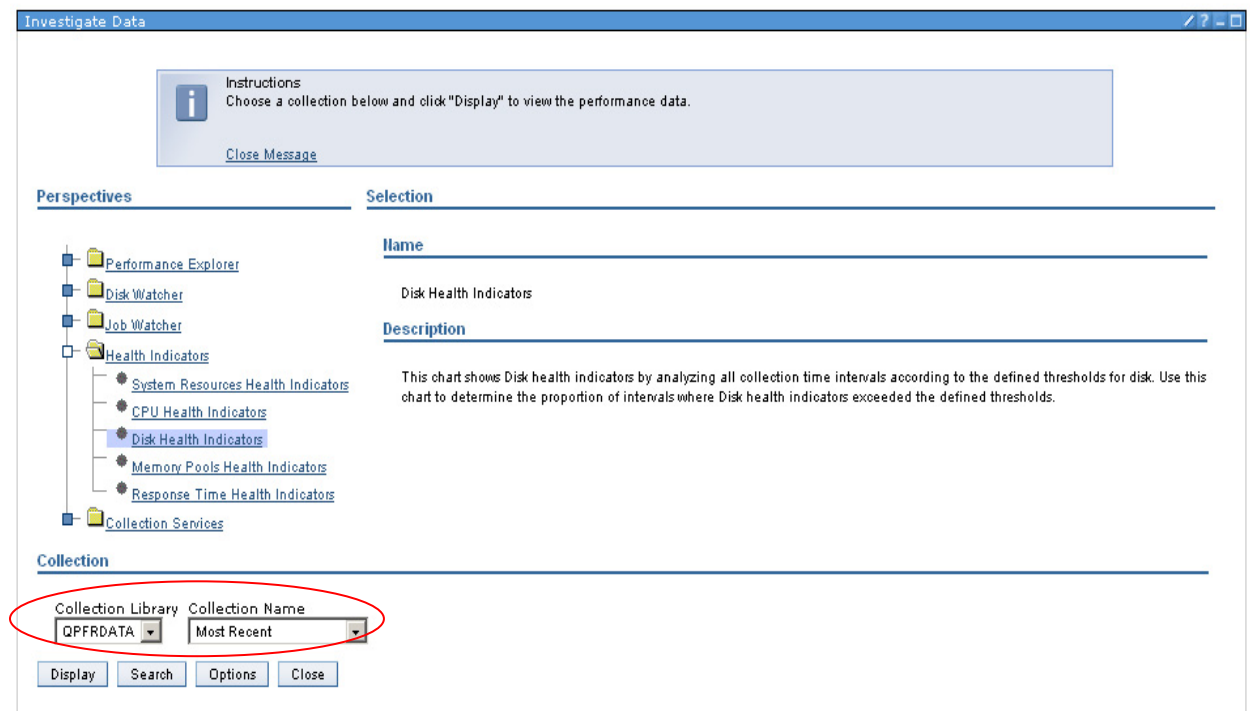 Investigate Data
Instructions
Choose a collection below and click "Display" to view the performance data.
Close Message
Perspectives
Selection
Performance Explorer
Disk Watcher
Job Watcher
Health Indicators
System Resources Health Indicators
CPU Health Indicators
Disk Health Indicators
Memory Pools Health Indicators
Response Time Health Indicators
Collection Services
Name
Disk Health Indicators
Description
This chart shows Disk health indicators by analyzing all collection time intervals according to the defined thresholds for disk. Use this
chart to determine the proportion of intervals where Disk health indicators exceeded the defined thresholds.
Collection
Collection Library Collection Name
QPFRDATA Most Recent
Display Search Options Close